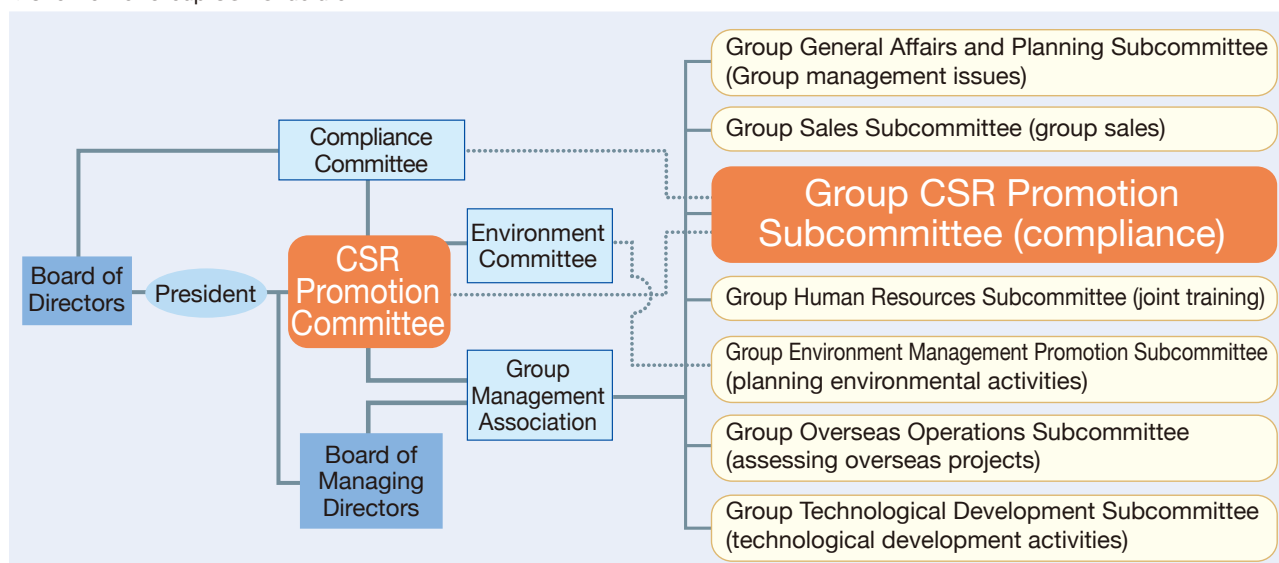 Board of
Directors
President
Compliance
Committee
CSR
Promotion
Committee
Environment
Committee
Group
Management
Association
Board of
Managing
Directors
Group General Affairs and Planning Subcommittee
(Group management issues)
Group Sales Subcommittee (group sales)
Group CSR Promotion
Subcommittee (compliance)
Group Human Resources Subcommittee (joint training)
Group Environment Management Promotion Subcommittee
(planning environmental activities)
Group Overseas Operations Subcommittee
(assessing overseas projects)
Group Technological Development Subcommittee
(technological development activities)